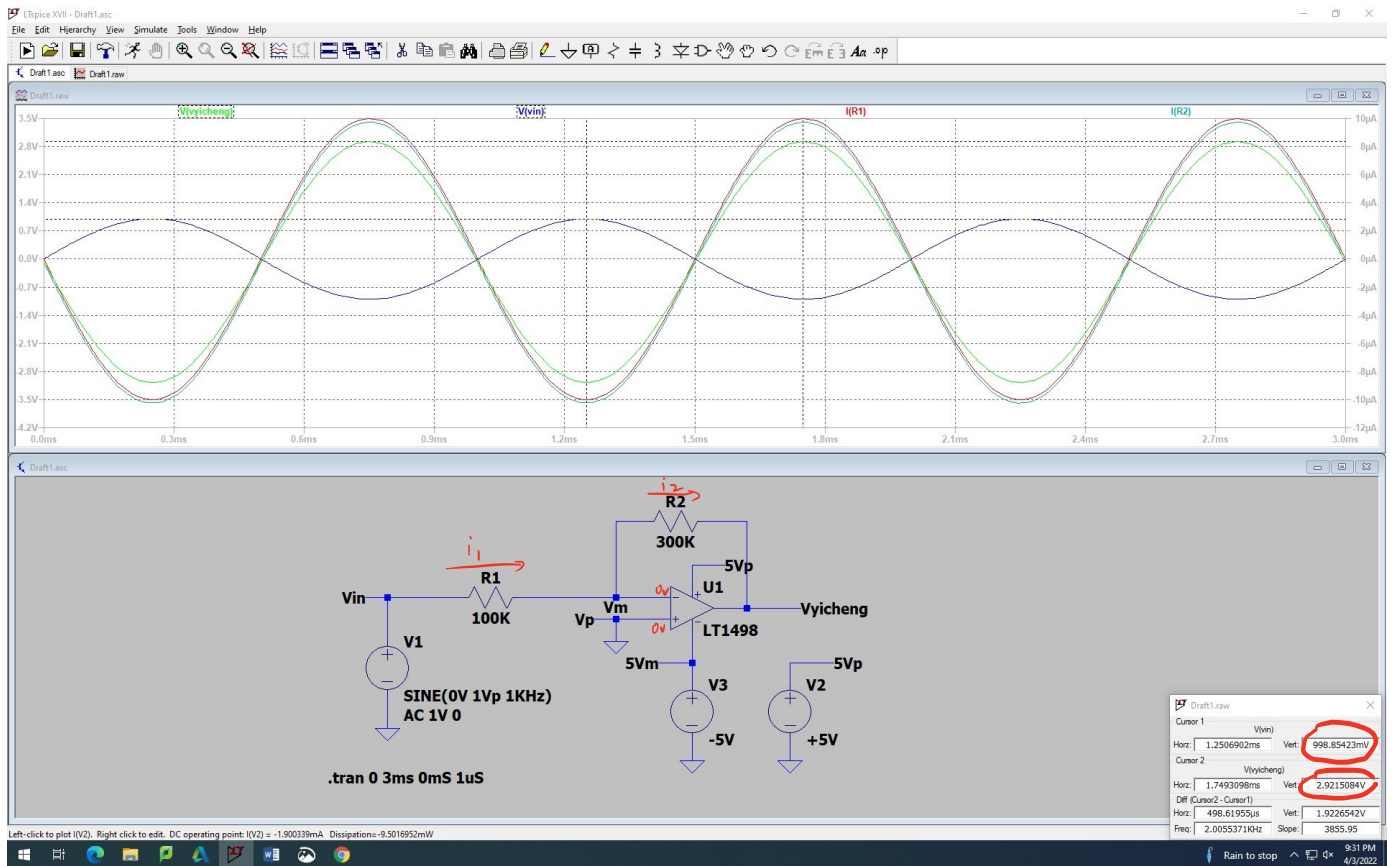 LTspice XVII - Draft1.asc
File Edit Hierarchy View Simulate Tools Window Help
Draft1.asc Draft1.raw
Draft1.raw
V(vyicheng) V(vin) I(R1) I(R2)
3.5V 10µA
2.8V 8µA
2.1V 6µA
1.4V 4µA
0.7V 2µA
0.0V 0µA
-0.7V -2µA
-1.4V -4µA
-2.1V -6µA
-2.8V -8µA
-3.5V -10µA
-4.2V -12µA
0.0ms 0.3ms 0.6ms 0.9ms 1.2ms 1.5ms 1.8ms 2.1ms 2.4ms 2.7ms 3.0ms
Draft1.asc
i2
R2
300K
i1
R1
100K
5Vp
U1
0v
Vin
Vm
Vp
0v
Vyicheng
LT1498
V1
5Vm
5Vp
V3
V2
SINE(0V 1Vp 1KHz)
AC 1V 0
-5V
+5V
.tran 0 3ms 0mS 1uS
Draft1.raw
Cursor 1
V(vin)
Horz: 1.2506902ms Vert: 998.85423mV
Cursor 2
V(vyicheng)
Horz: 1.7493098ms Vert: 2.9215084V
Diff (Cursor2 - Cursor1)
Horz: 498.61955µs Vert: 1.9226542V
Freq: 2.0055371KHz Slope: 3855.95
Left-click to plot I(V2). Right click to edit. DC operating point: I(V2) = -1.900339mA Dissipation=-9.5016952mW
Rain to stop
9:31 PM
4/3/2022